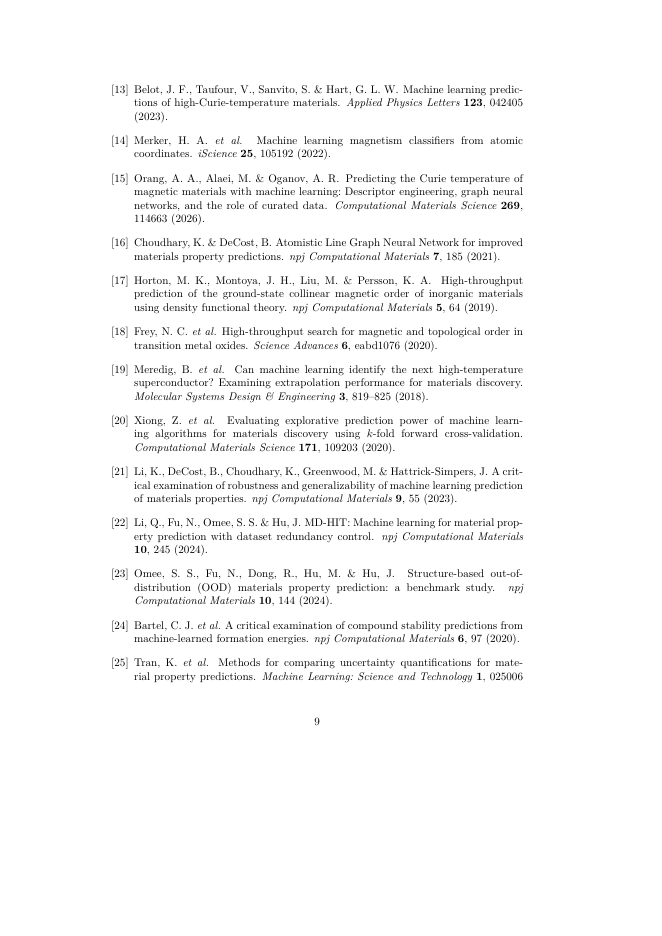 [13] Belot, J. F., Taufour, V., Sanvito, S. & Hart, G. L. W. Machine learning predic-
tions of high-Curie-temperature materials. Applied Physics Letters 123, 042405
(2023).
[14] Merker, H. A. et al. Machine learning magnetism classifiers from atomic
coordinates. iScience 25, 105192 (2022).
[15] Orang, A. A., Alaei, M. & Oganov, A. R. Predicting the Curie temperature of
magnetic materials with machine learning: Descriptor engineering, graph neural
networks, and the role of curated data. Computational Materials Science 269,
114663 (2026).
[16] Choudhary, K. & DeCost, B. Atomistic Line Graph Neural Network for improved
materials property predictions. npj Computational Materials 7, 185 (2021).
[17] Horton, M. K., Montoya, J. H., Liu, M. & Persson, K. A. High-throughput
prediction of the ground-state collinear magnetic order of inorganic materials
using density functional theory. npj Computational Materials 5, 64 (2019).
[18] Frey, N. C. et al. High-throughput search for magnetic and topological order in
transition metal oxides. Science Advances 6, eabd1076 (2020).
[19] Meredig, B. et al. Can machine learning identify the next high-temperature
superconductor? Examining extrapolation performance for materials discovery.
Molecular Systems Design & Engineering 3, 819–825 (2018).
[20] Xiong, Z. et al. Evaluating explorative prediction power of machine learn-
ing algorithms for materials discovery using k-fold forward cross-validation.
Computational Materials Science 171, 109203 (2020).
[21] Li, K., DeCost, B., Choudhary, K., Greenwood, M. & Hattrick-Simpers, J. A crit-
ical examination of robustness and generalizability of machine learning prediction
of materials properties. npj Computational Materials 9, 55 (2023).
[22] Li, Q., Fu, N., Omee, S. S. & Hu, J. MD-HIT: Machine learning for material prop-
erty prediction with dataset redundancy control. npj Computational Materials
10, 245 (2024).
[23] Omee, S. S., Fu, N., Dong, R., Hu, M. & Hu, J. Structure-based out-of-
distribution (OOD) materials property prediction: a benchmark study. npj
Computational Materials 10, 144 (2024).
[24] Bartel, C. J. et al. A critical examination of compound stability predictions from
machine-learned formation energies. npj Computational Materials 6, 97 (2020).
[25] Tran, K. et al. Methods for comparing uncertainty quantifications for mate-
rial property predictions. Machine Learning: Science and Technology 1, 025006
9